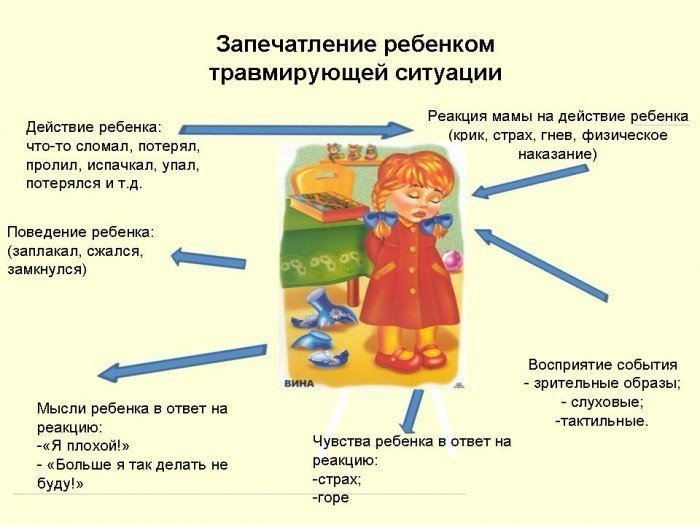 Запечатление ребенком
травмирующей ситуации
Действие ребенка:
что-то сломал, потерял,
пролил, испачкал, упал,
потерялся и т.д.
Реакция мамы на действие ребенка
(крик, страх, гнев, физическое
наказание)
Поведение ребенка:
(заплакал, сжался,
замкнулся)
ВИНА
Восприятие события
- зрительные образы;
- слуховые;
-тактильные.
Мысли ребенка в ответ на
реакцию:
-«Я плохой!»
- «Больше я так делать не
буду!»
Чувства ребенка в ответ на
реакцию:
-страх;
-горе